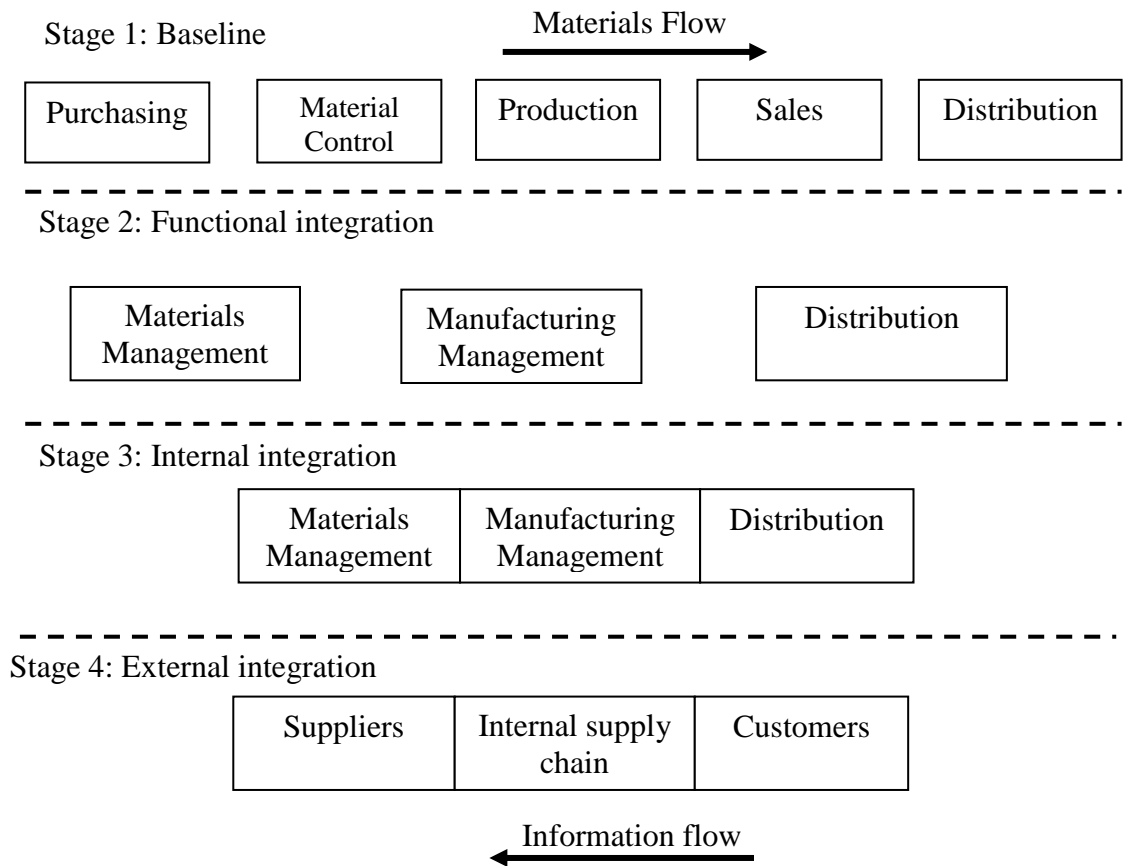 Stage 1: Baseline
Materials Flow
Purchasing
Material
Control
Production
Sales
Distribution
Stage 2: Functional integration
Materials
Management
Manufacturing
Management
Distribution
Stage 3: Internal integration
Materials
Management
Manufacturing
Management
Distribution
Stage 4: External integration
Suppliers
Internal supply
chain
Customers
Information flow